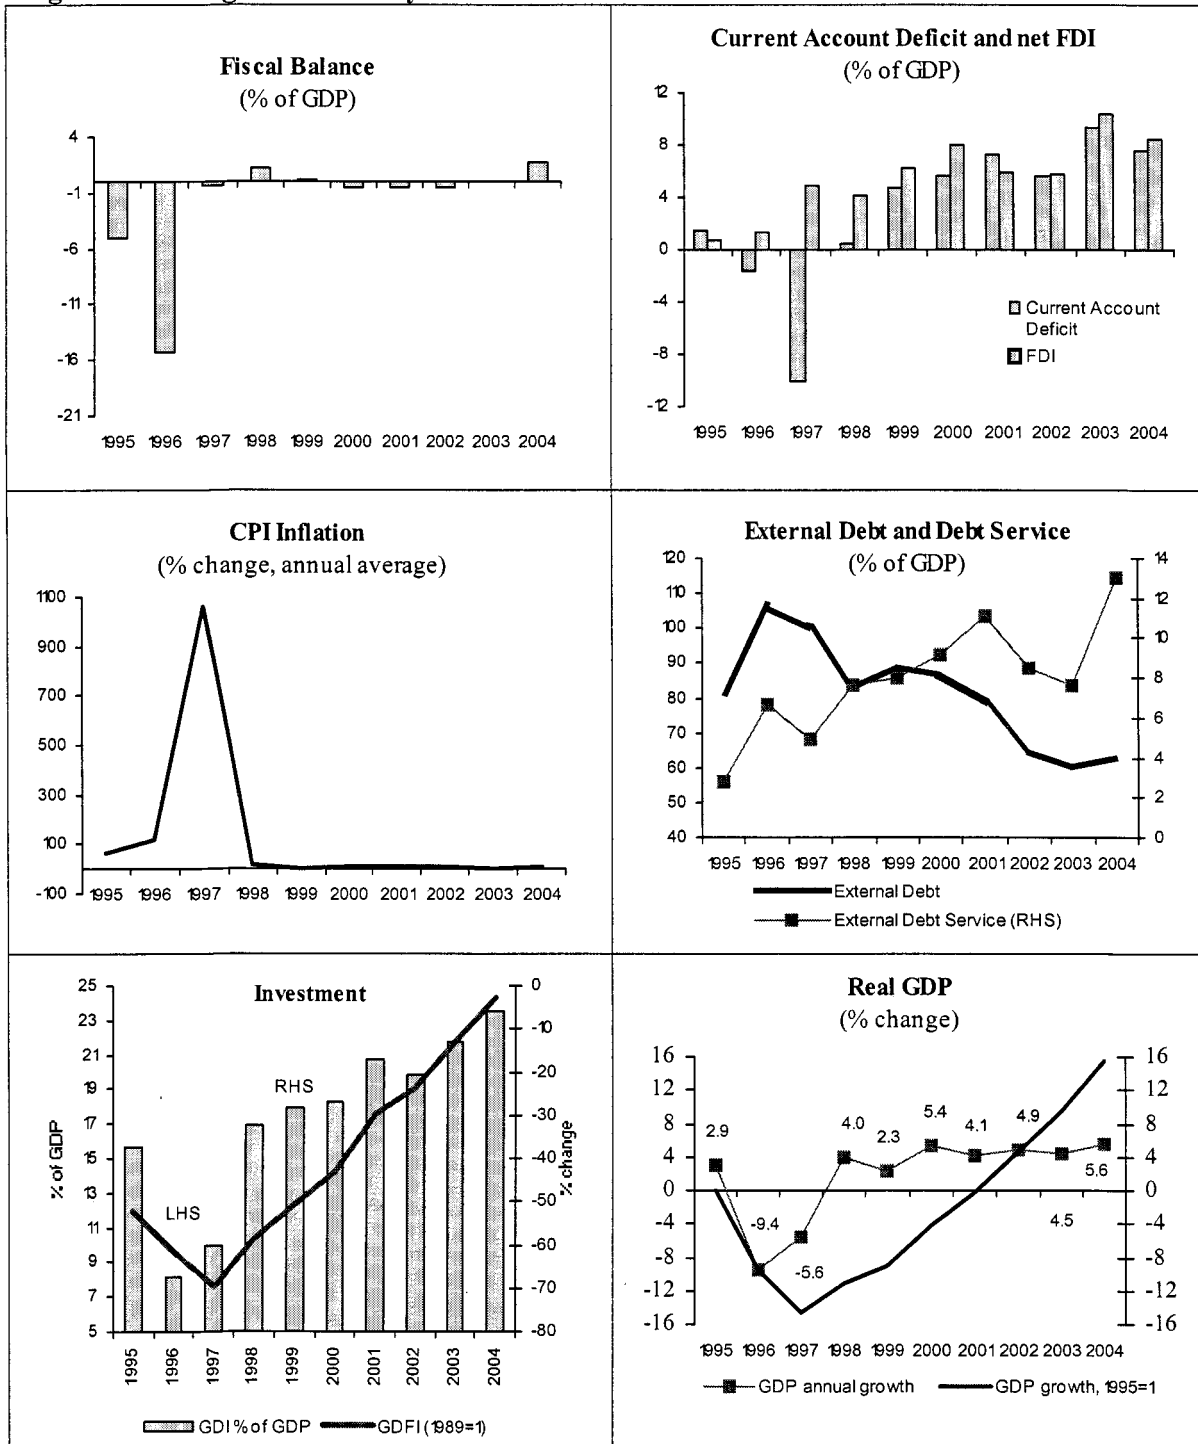 Fiscal Balance
(% of GDP)
4
-1
-6
-11
-16
-21
1995 1996 1997 1998 1999 2000 2001 2002 2003 2004
Current Account Deficit and net FDI
(% of GDP)
12
8
4
0
-4
-8
-12
Current Account
Deficit
FDI
1995 1996 1997 1998 1999 2000 2001 2002 2003 2004
CPI Inflation
(% change, annual average)
1100
900
700
500
300
100
-100
1995 1996 1997 1998 1999 2000 2001 2002 2003 2004
External Debt and Debt Service
(% of GDP)
120 14
110 12
100 10
90 8
80 6
70 4
60 2
50 0
40
1995 1996 1997 1998 1999 2000 2001 2002 2003 2004
External Debt
External Debt Service (RHS)
Investment
25 0
23 -10
21 -20
19 -30
17 -40
15 -50
13 -60
11 -70
9 -80
7
5
% of GDP
% change
RHS
LHS
1995 1996 1997 1998 1999 2000 2001 2002 2003 2004
GDI % of GDP GDFI (1989=1)
Real GDP
(% change)
16 16
12 12
8 8
4 4
0 0
-4 -4
-8 -8
-12 -12
-16 -16
2.9 -9.4 -5.6 4.0 2.3 5.4 4.1 4.9 4.5 5.6
1995 1996 1997 1998 1999 2000 2001 2002 2003 2004
GDP annual growth GDP growth, 1995=1